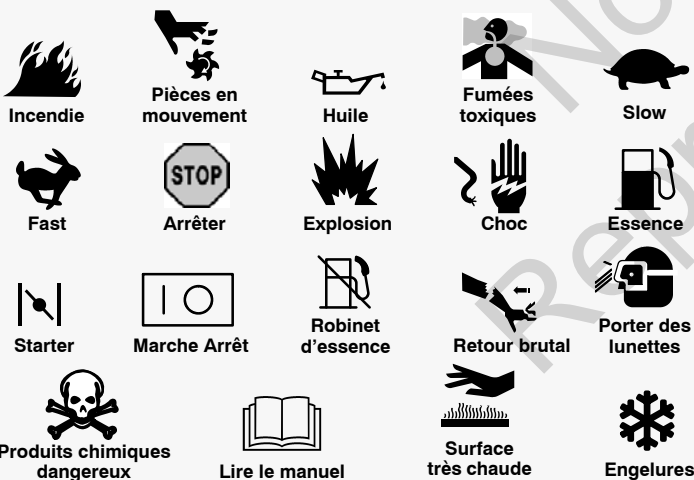 Incendie
Pièces en
mouvement
Huile
Fumées
toxiques
Slow
Fast
STOP
Arrêter
Explosion
Choc
Essence
Starter
Marche Arrêt
Robinet
d'essence
Retour brutal
Porter des
lunettes
Produits chimiques
dangereux
Lire le manuel
Surface
très chaude
Engelures